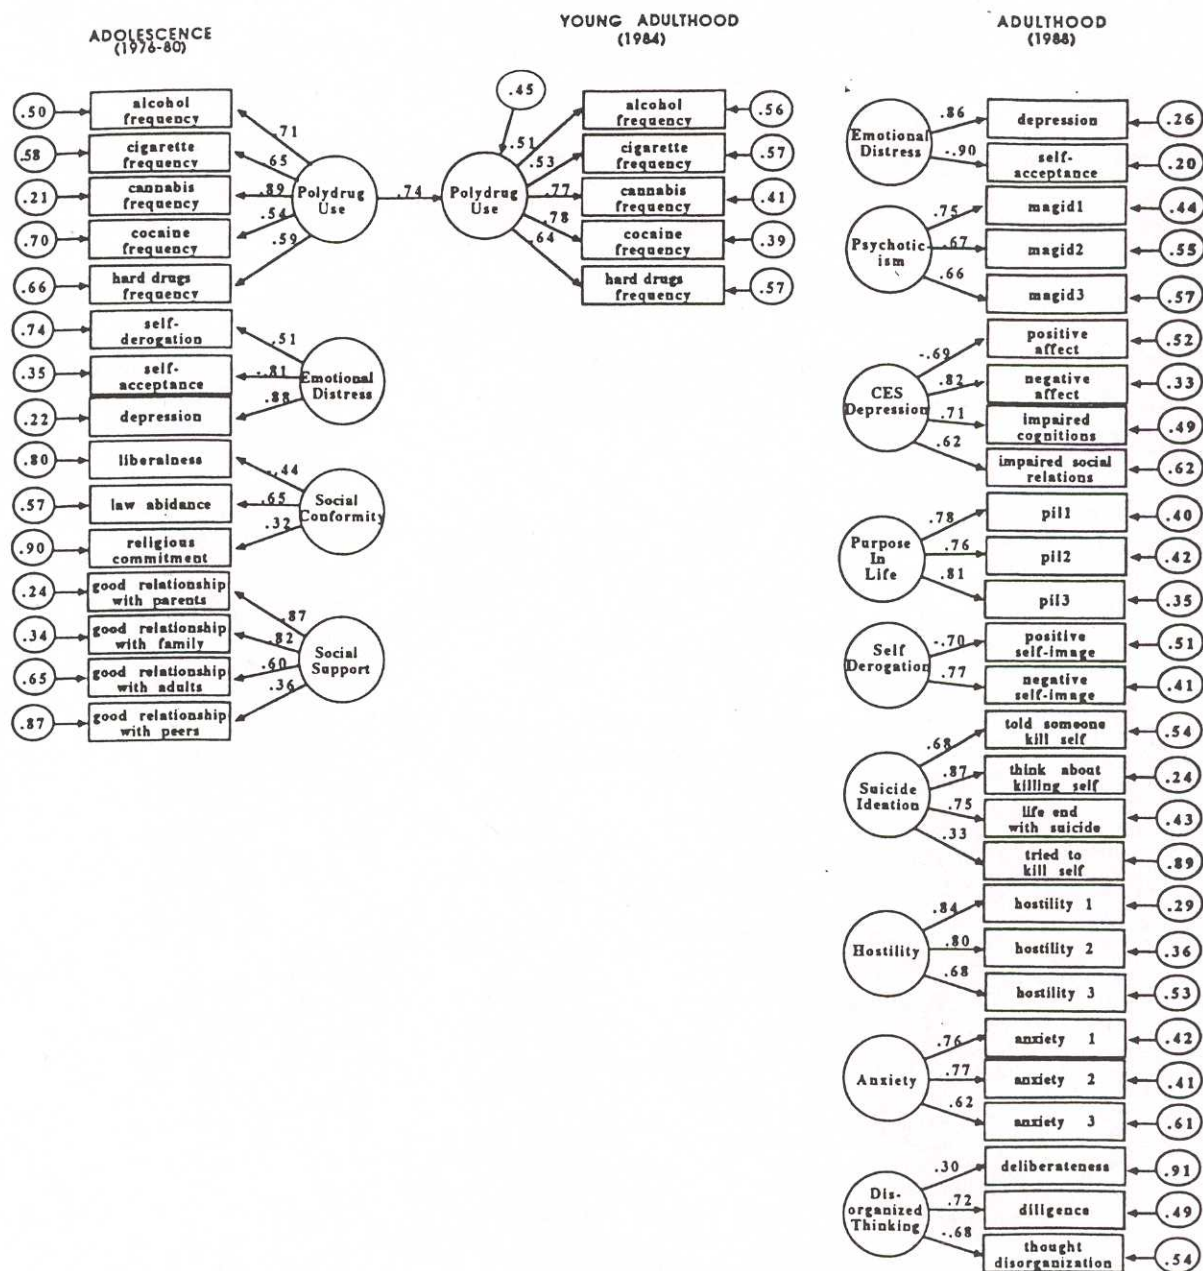 ADOLESCENCE
(1976-80)
.50
alcohol
frequency
.71
.58
cigarette
frequency
.65
.21
cannabis
frequency
.89
.70
cocaine
frequency
.54
.66
hard drugs
frequency
.59
Polydrug
Use
.74
.74
self-
derogation
.51
.35
self-
acceptance
-.81
.22
depression
.88
Emotional
Distress
.80
liberalness
-.44
.57
law abidance
.65
.90
religious
commitment
.32
Social
Conformity
.24
good relationship
with parents
.87
.34
good relationship
with family
.82
.65
good relationship
with adults
.60
.87
good relationship
with peers
.36
Social
Support
YOUNG ADULTHOOD
(1984)
.45
Polydrug
Use
.51
alcohol
frequency
.56
.53
cigarette
frequency
.57
.77
cannabis
frequency
.41
.78
cocaine
frequency
.39
.64
hard drugs
frequency
.57
ADULTHOOD
(1988)
Emotional
Distress
.86
depression
.26
-.90
self-
acceptance
.20
Psychotic
ism
.75
magid1
.44
.67
magid2
.55
.66
magid3
.57
CES
Depression
-.69
positive
affect
.52
.82
negative
affect
.33
.71
impaired
cognitions
.49
.62
impaired social
relations
.62
Purpose
In
Life
.78
pil1
.40
.76
pil2
.42
.81
pil3
.35
Self
Derogation
-.70
positive
self-image
.51
.77
negative
self-image
.41
Suicide
Ideation
.68
told someone
kill self
.54
.87
think about
killing self
.24
.75
life end
with suicide
.43
.33
tried to
kill self
.89
Hostility
.84
hostility 1
.29
.80
hostility 2
.36
.68
hostility 3
.53
Anxiety
.76
anxiety 1
.42
.77
anxiety 2
.41
.62
anxiety 3
.61
Dis-
organized
Thinking
.30
deliberateness
.91
.72
diligence
.49
-.68
thought
disorganization
.54